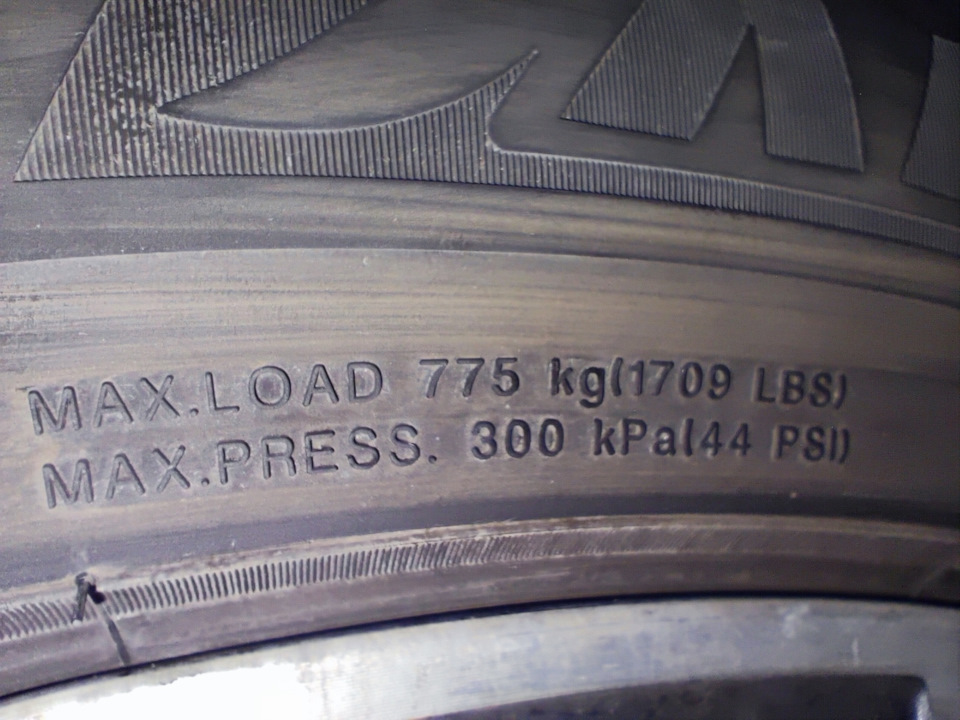 MAX.LOAD 775 kg(1709 LBS)
MAX.PRESS. 300 kPa(44 PSI)